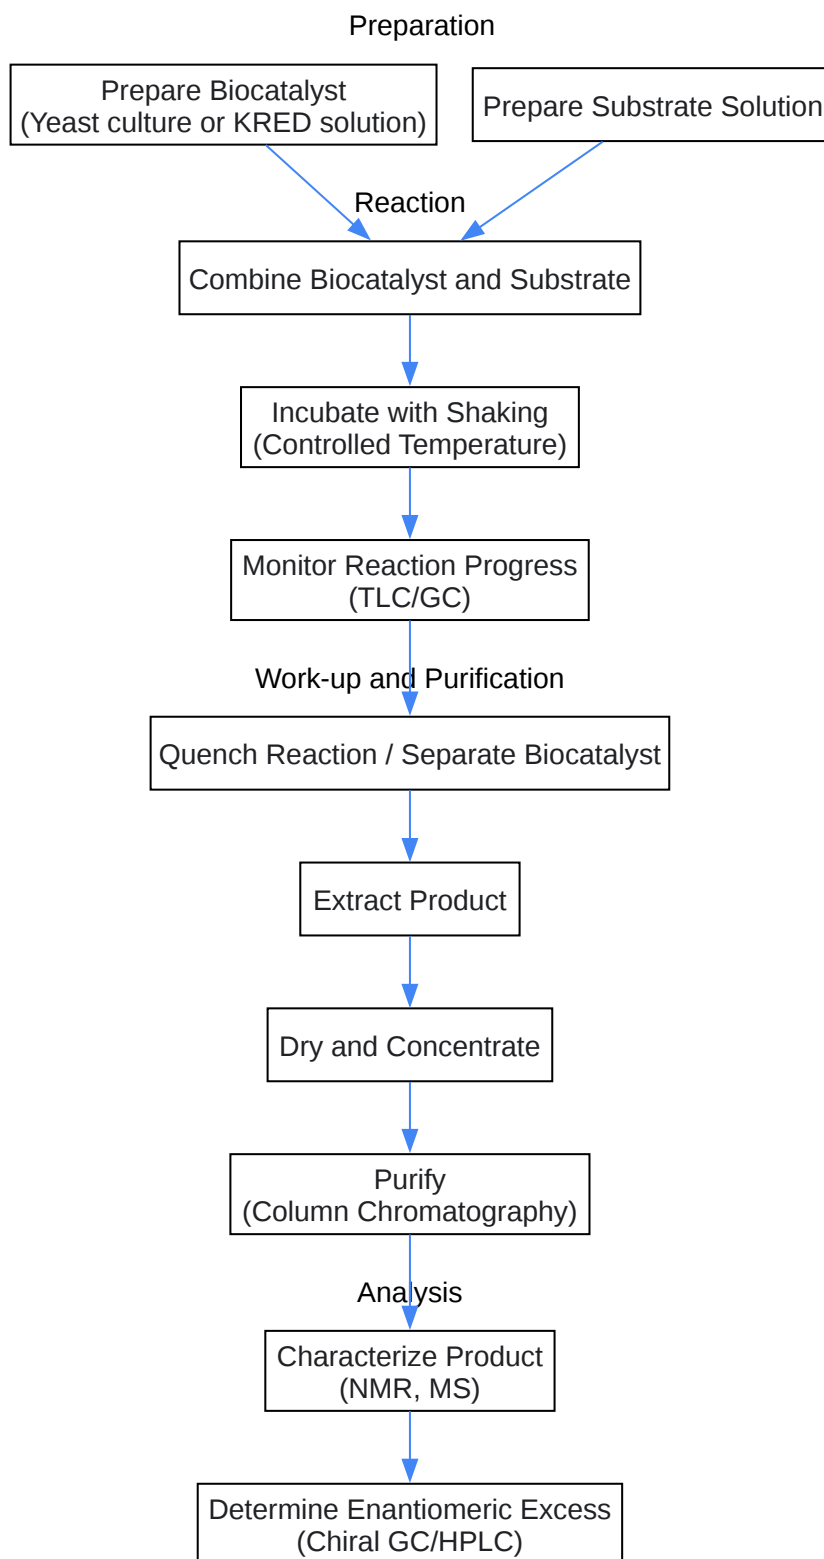 Preparation
Prepare Biocatalyst
(Yeast culture or KRED solution)
Prepare Substrate Solution
Reaction
Combine Biocatalyst and Substrate
Incubate with Shaking
(Controlled Temperature)
Monitor Reaction Progress
(TLC/GC)
Work-up and Purification
Quench Reaction / Separate Biocatalyst
Extract Product
Dry and Concentrate
Purify
(Column Chromatography)
Analysis
Characterize Product
(NMR, MS)
Determine Enantiomeric Excess
(Chiral GC/HPLC)